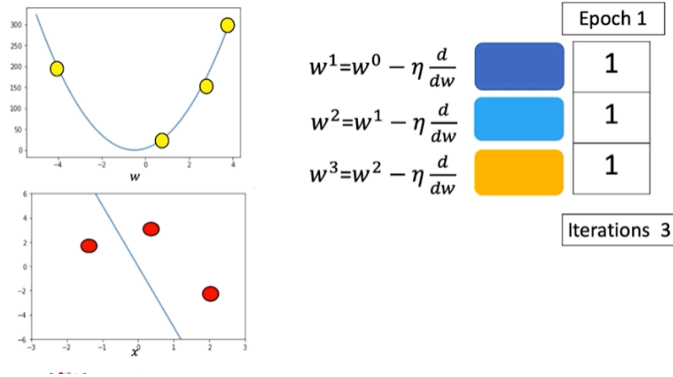 300
250
200
150
100
50
0
-4 -2 0 2 4
w
6
4
2
0
-2
-4
-6
-3 -2 -1 0 1 2 3
x
Epoch 1
w¹=w⁰ − η d/dw 1
w²=w¹ − η d/dw 1
w³=w² − η d/dw 1
Iterations 3